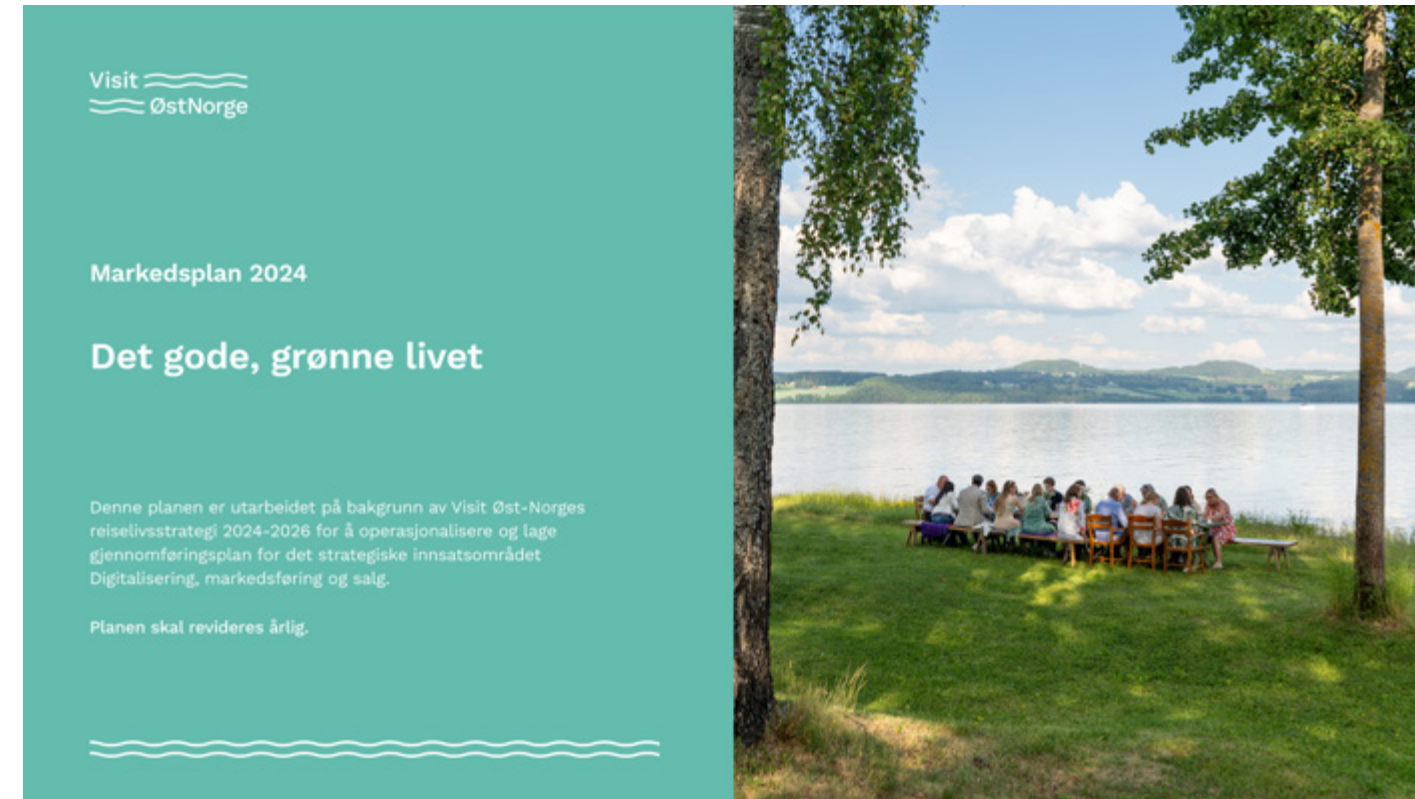 Visit
ØstNorge
Markedsplan 2024
Det gode, grønne livet
Denne planen er utarbeidet på bakgrunn av Visit Øst-Norges
reiselivsstrategi 2024-2026 for å operasjonalisere og lage
gjennomføringsplan for det strategiske innsatsområdet
Digitalisering, markedsføring og salg.
Planen skal revideres årlig.